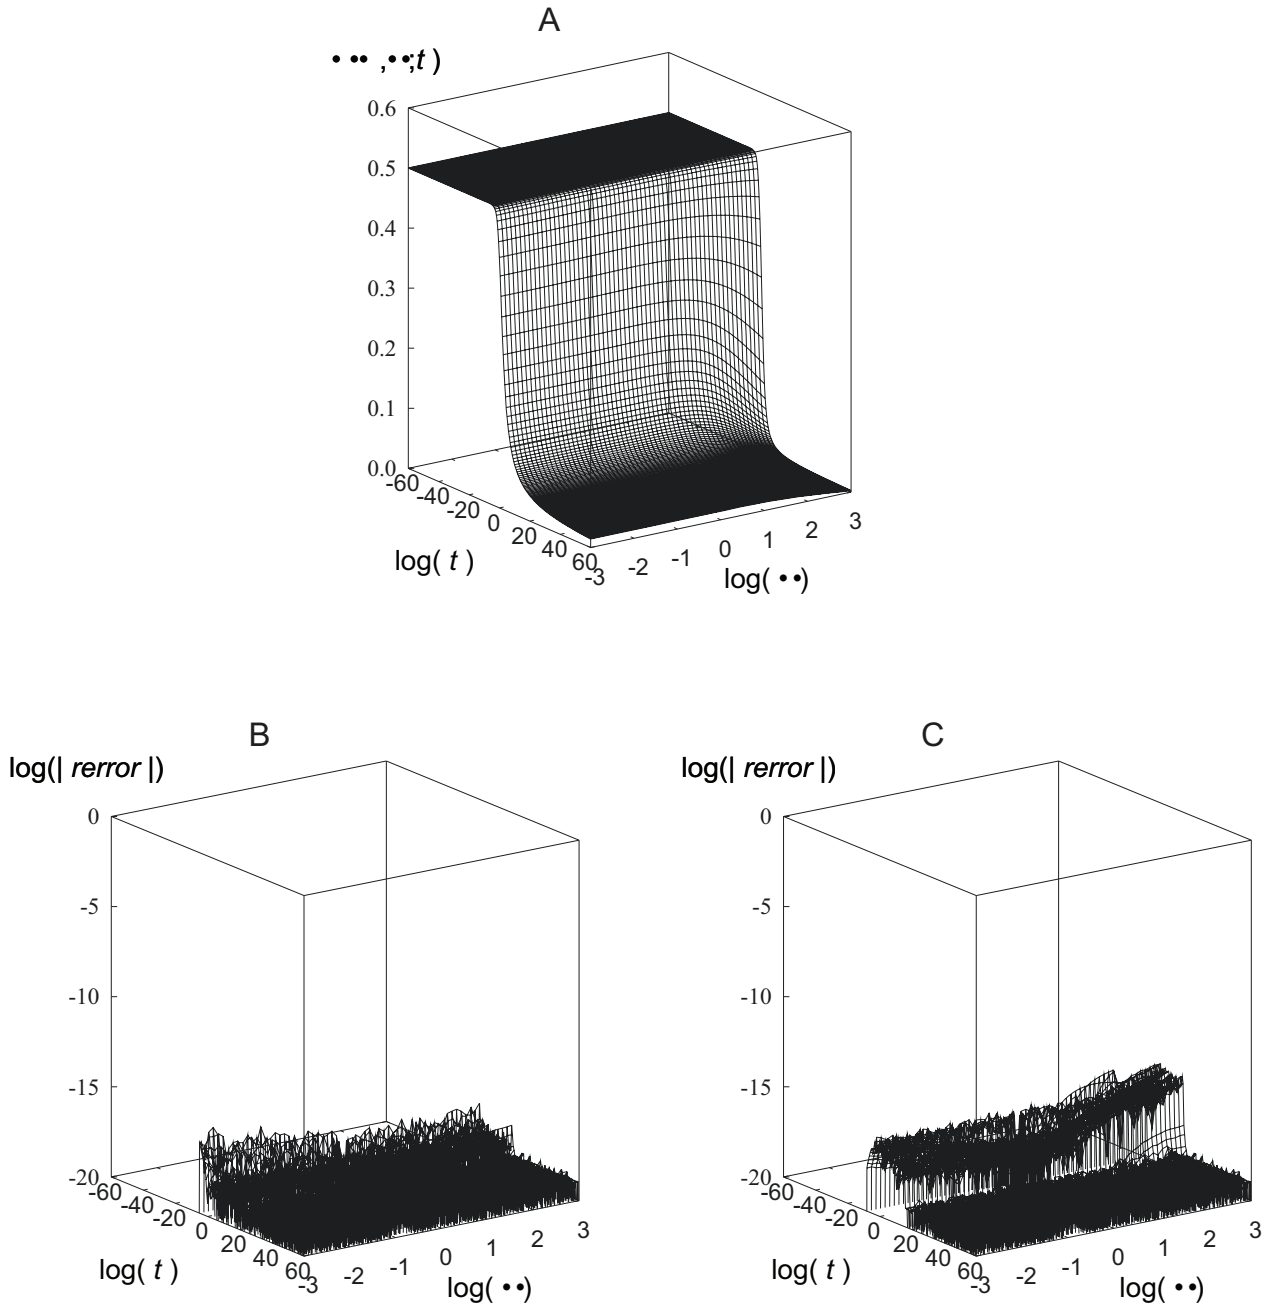 A
• •• ,••;t )
0.6
0.5
0.4
0.3
0.2
0.1
0.0
-60 -40 -20 0 20 40 60
log( t )
-3 -2 -1 0 1 2 3
log( ••)
B
log(| rerror |)
0
-5
-10
-15
-20
-60 -40 -20 0 20 40 60
log( t )
-3 -2 -1 0 1 2 3
log( ••)
C
log(| rerror |)
0
-5
-10
-15
-20
-60 -40 -20 0 20 40 60
log( t )
-3 -2 -1 0 1 2 3
log( ••)